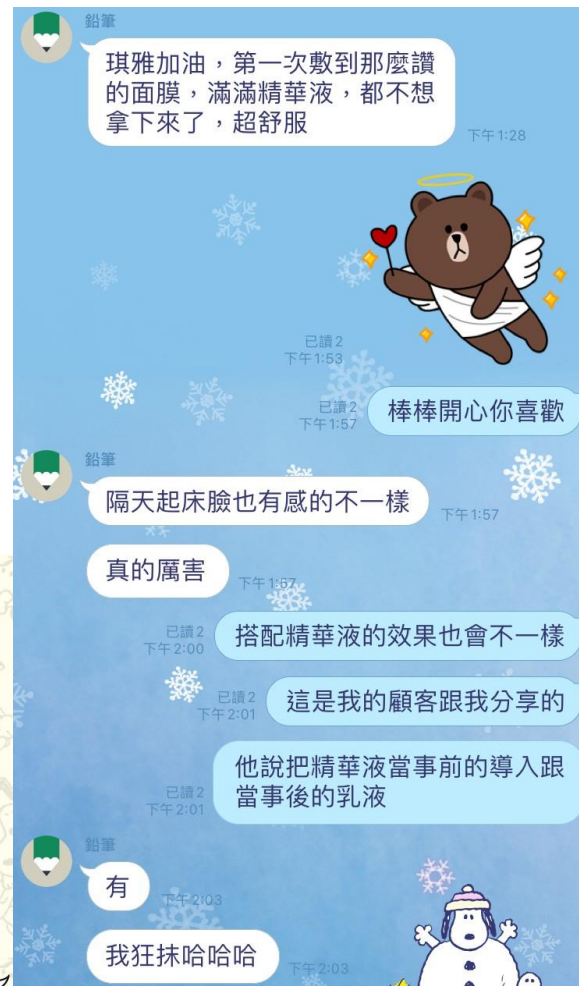 鉛筆
琪雅加油，第一次敷到那麼讚
的面膜，滿滿精華液，都不想
拿下來了，超舒服
下午1:28
已讀2
下午1:53
已讀2
下午1:57
棒棒開心你喜歡
鉛筆
隔天起床臉也有感的不一樣
下午1:57
真的厲害
下午1:57
已讀2
下午2:00
搭配精華液的效果也會不一樣
已讀2
下午2:01
這是我的顧客跟我分享的
他說把精華液當事前的導入跟
當事後的乳液
已讀2
下午2:01
鉛筆
有
下午2:03
我狂抹哈哈哈
下午2:03